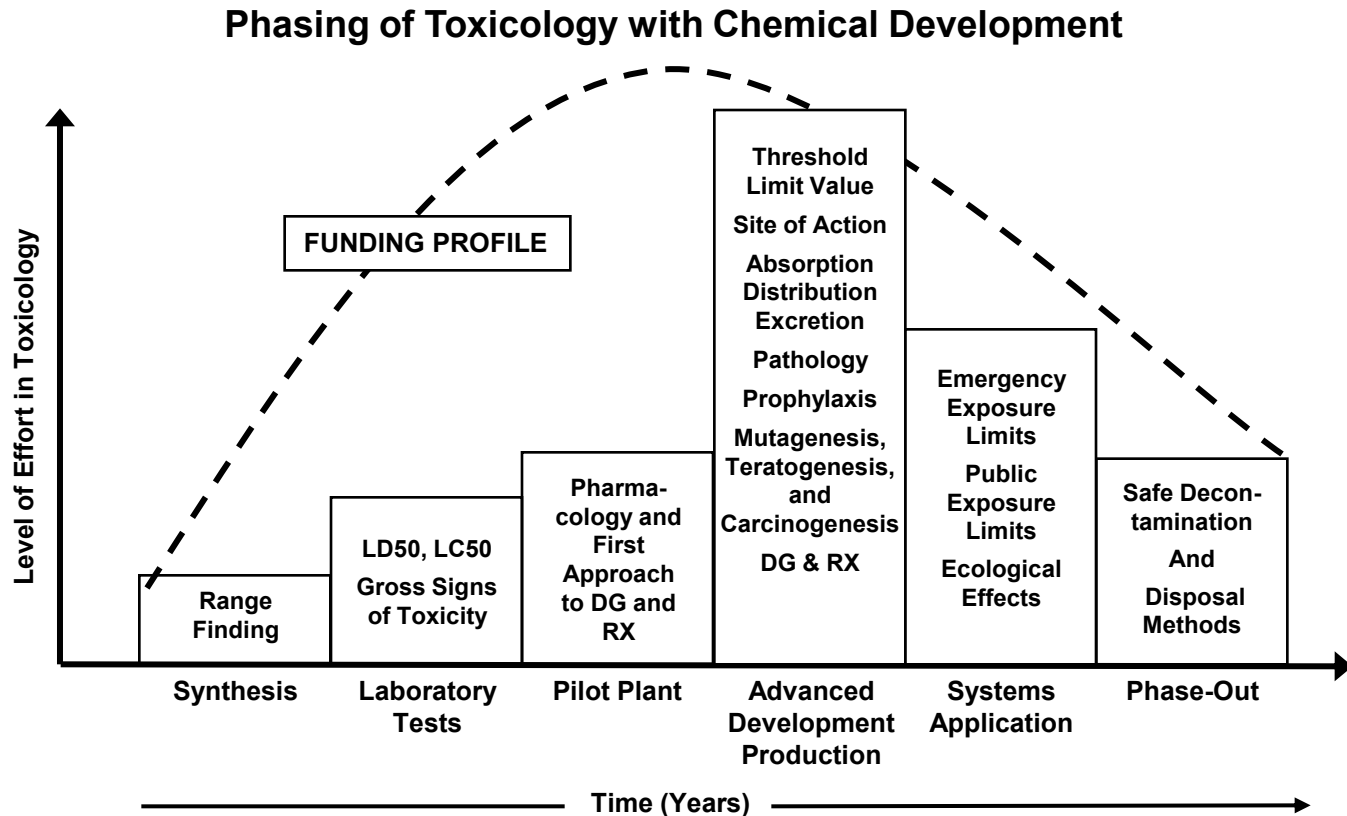 Phasing of Toxicology with Chemical Development
Level of Effort in Toxicology
FUNDING PROFILE
Range
Finding
LD50, LC50
Gross Signs
of Toxicity
Pharma-
cology and
First
Approach
to DG and
RX
Threshold
Limit Value
Site of Action
Absorption
Distribution
Excretion
Pathology
Prophylaxis
Mutagenesis,
Teratogenesis,
and
Carcinogenesis
DG & RX
Emergency
Exposure
Limits
Public
Exposure
Limits
Ecological
Effects
Safe Decon-
tamination
And
Disposal
Methods
Synthesis
Laboratory
Tests
Pilot Plant
Advanced
Development
Production
Systems
Application
Phase-Out
Time (Years)